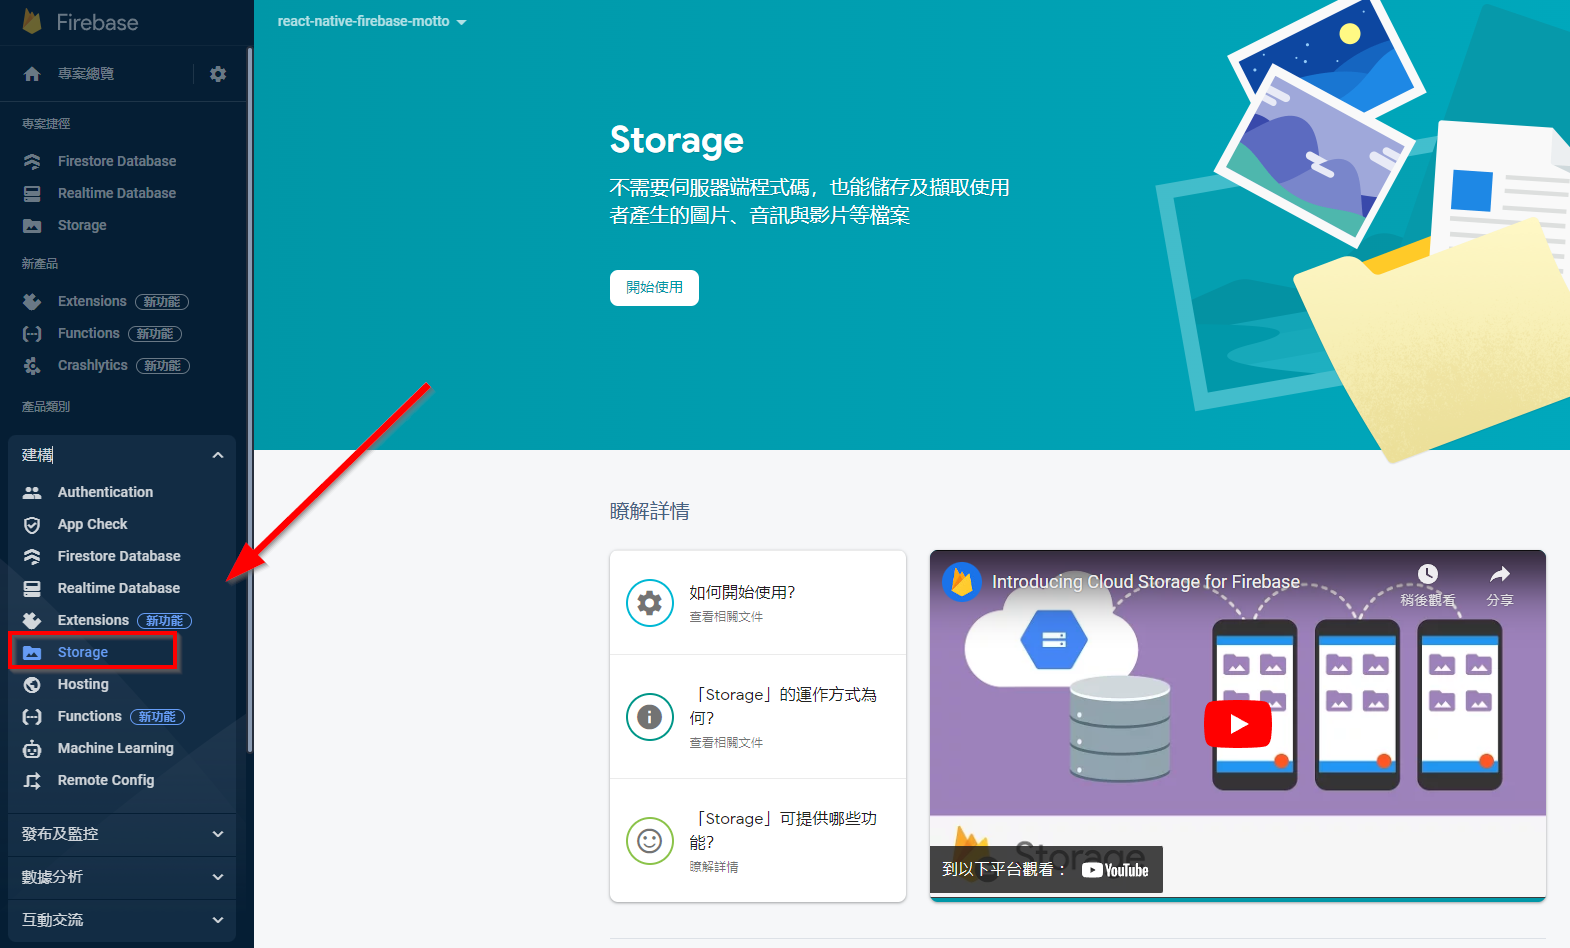 Firebase
專案總覽
專案捷徑
Firestore Database
Realtime Database
Storage
新產品
Extensions 新功能
Functions 新功能
Crashlytics 新功能
產品類別
建構
Authentication
App Check
Firestore Database
Realtime Database
Extensions 新功能
Storage
Hosting
Functions 新功能
Machine Learning
Remote Config
發布及監控
數據分析
互動交流
react-native-firebase-motto
Storage
不需要伺服器端程式碼，也能儲存及擷取使用
者產生的圖片、音訊與影片等檔案
開始使用
瞭解詳情
如何開始使用?
查看相關文件
「Storage」的運作方式為
何?
查看相關文件
「Storage」可提供哪些功
能?
瞭解詳情
Introducing Cloud Storage for Firebase
稍後觀看
分享
Storage
到以下平台觀看： YouTube